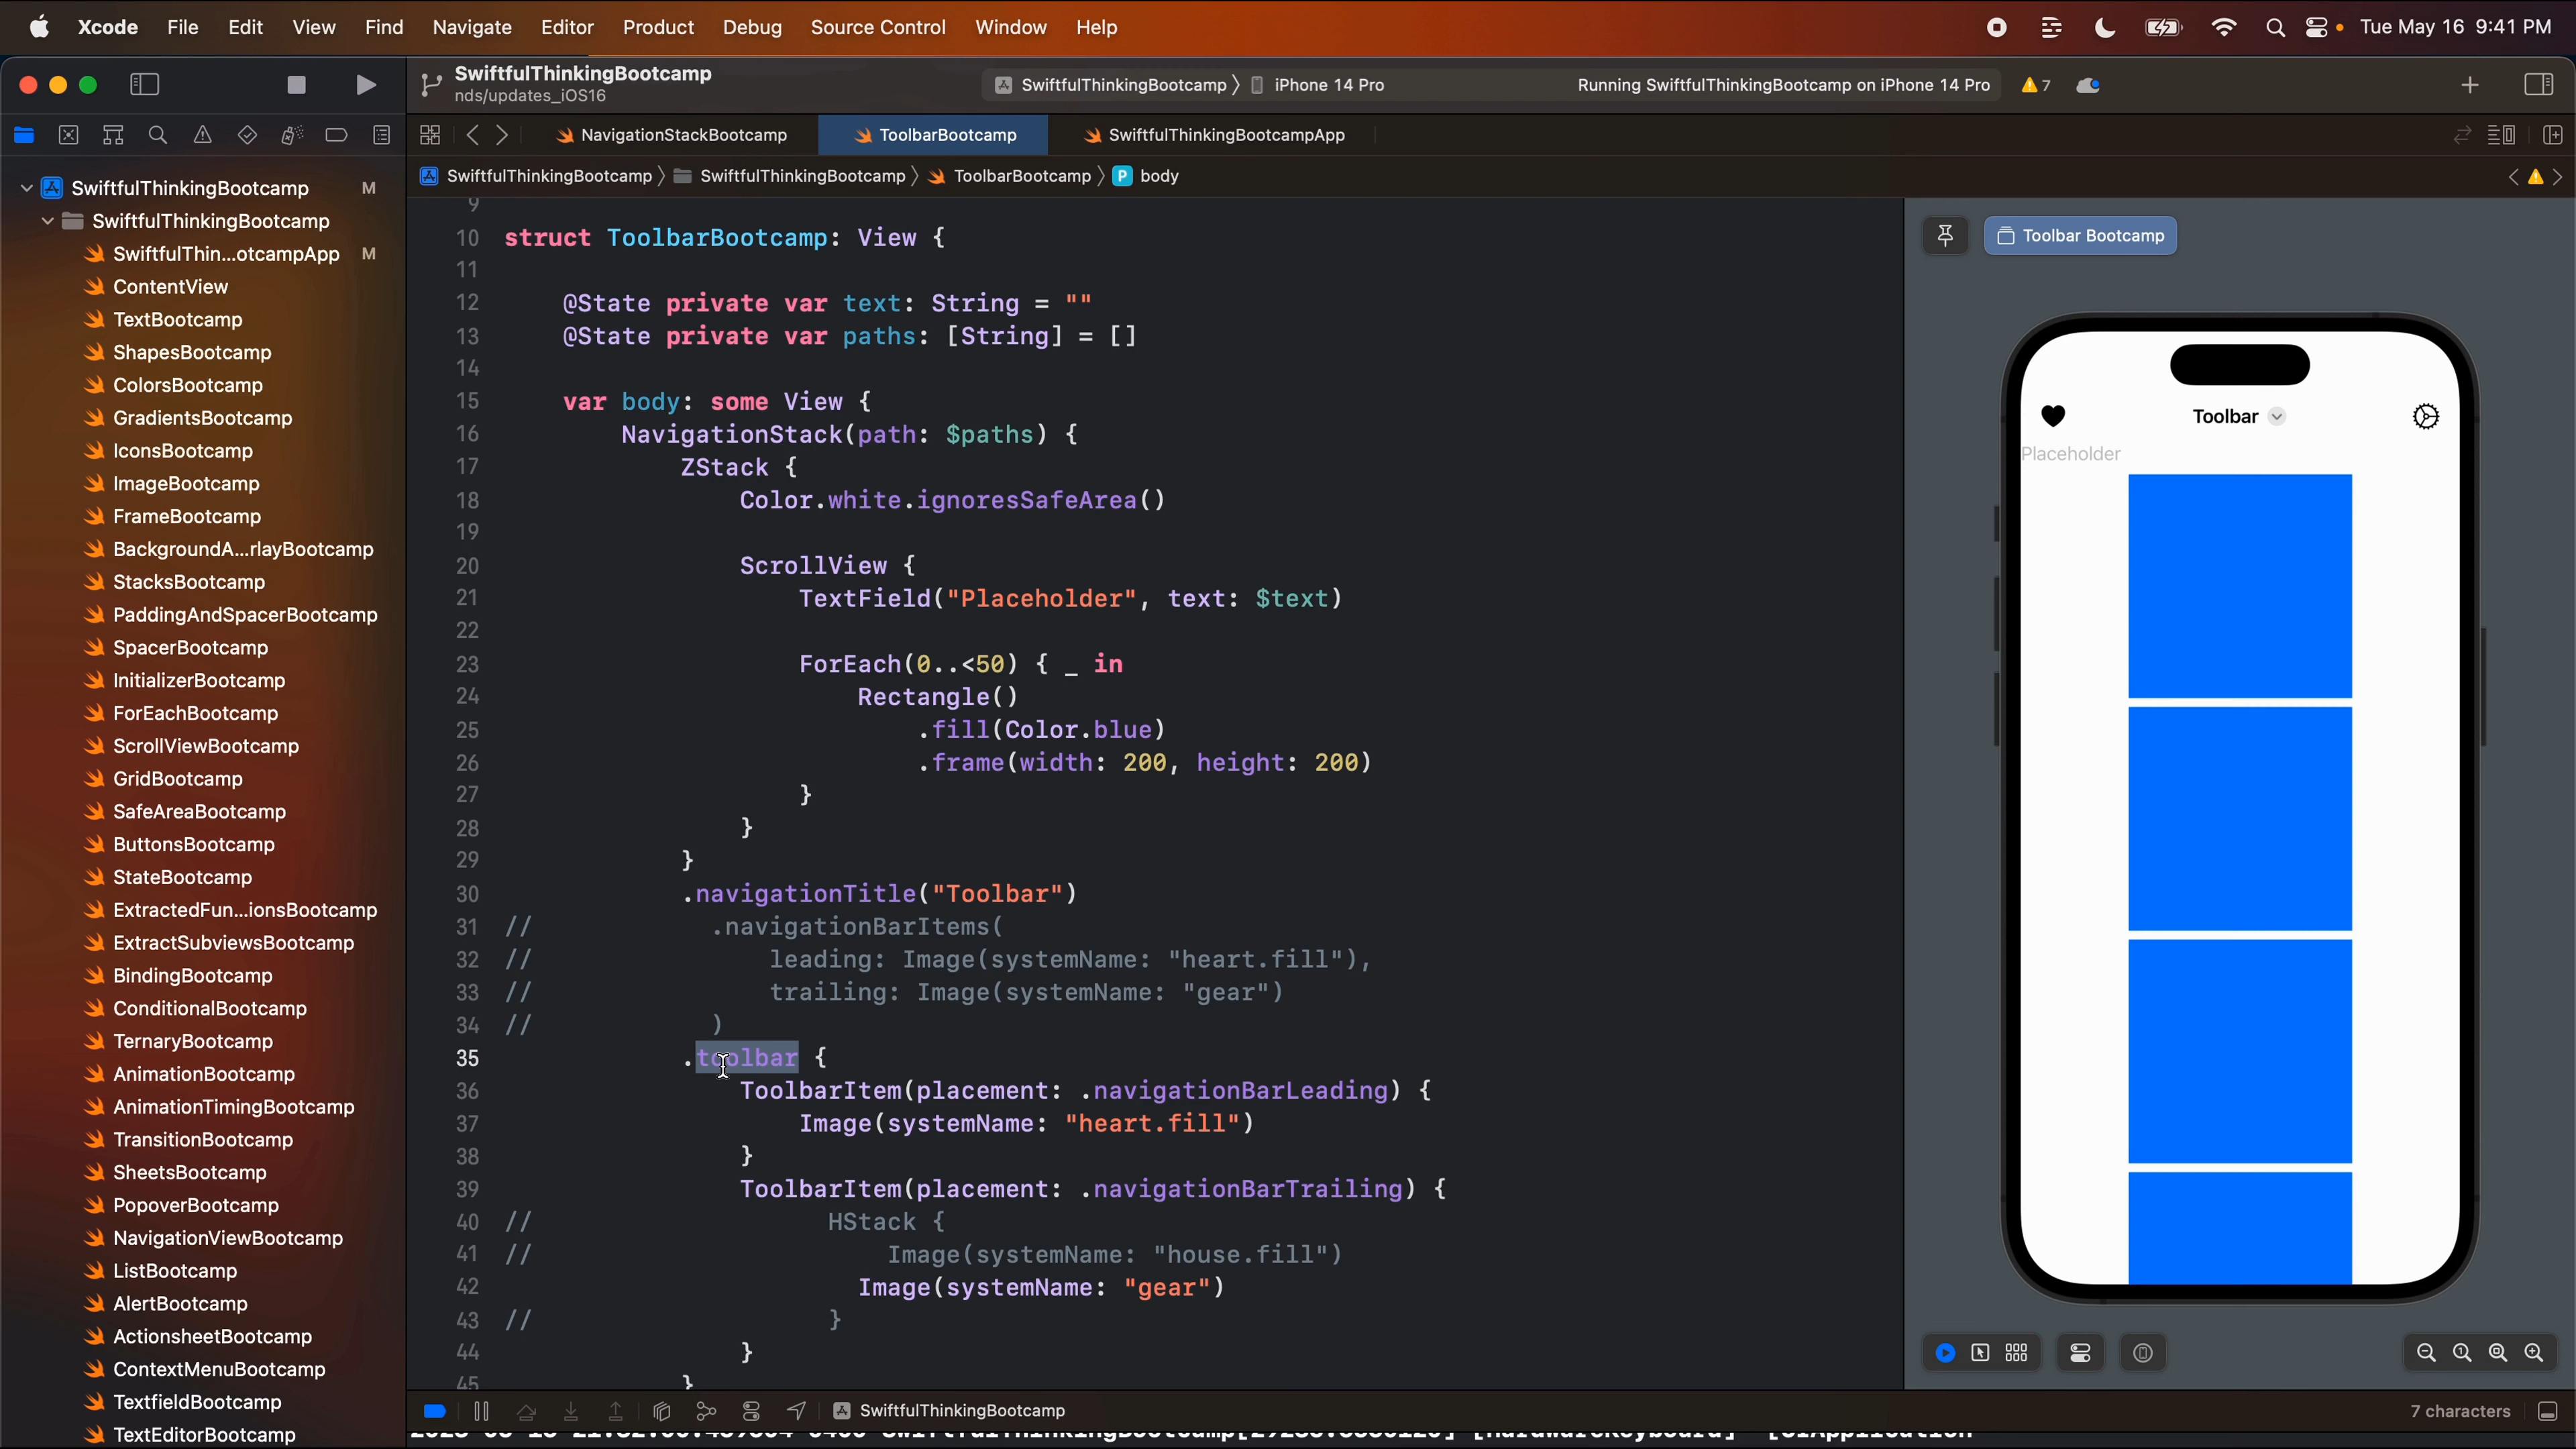 Xcode File Edit View Find Navigate Editor Product Debug Source Control Window Help Tue May 16 9:41 PM
SwiftfulThinkingBootcamp
nds/updates_iOS16
SwiftfulThinkingBootcamp iPhone 14 Pro Running SwiftfulThinkingBootcamp on iPhone 14 Pro 7
NavigationStackBootcamp ToolbarBootcamp SwiftfulThinkingBootcampApp
SwiftfulThinkingBootcamp SwiftfulThinkingBootcamp ToolbarBootcamp P body
SwiftfulThinkingBootcamp M
SwiftfulThinkingBootcamp
SwiftfulThin...otcampApp M
ContentView
TextBootcamp
ShapesBootcamp
ColorsBootcamp
GradientsBootcamp
IconsBootcamp
ImageBootcamp
FrameBootcamp
BackgroundA...rlayBootcamp
StacksBootcamp
PaddingAndSpacerBootcamp
SpacerBootcamp
InitializerBootcamp
ForEachBootcamp
ScrollViewBootcamp
GridBootcamp
SafeAreaBootcamp
ButtonsBootcamp
StateBootcamp
ExtractedFun...ionsBootcamp
ExtractSubviewsBootcamp
BindingBootcamp
ConditionalBootcamp
TernaryBootcamp
AnimationBootcamp
AnimationTimingBootcamp
TransitionBootcamp
SheetsBootcamp
PopoverBootcamp
NavigationViewBootcamp
ListBootcamp
AlertBootcamp
ActionsheetBootcamp
ContextMenuBootcamp
TextfieldBootcamp
TextEditorBootcamp
9
10 struct ToolbarBootcamp: View {
11
12 @State private var text: String = ""
13 @State private var paths: [String] = []
14
15 var body: some View {
16 NavigationStack(path: $paths) {
17 ZStack {
18 Color.white.ignoresSafeArea()
19
20 ScrollView {
21 TextField("Placeholder", text: $text)
22
23 ForEach(0..<50) { _ in
24 Rectangle()
25 .fill(Color.blue)
26 .frame(width: 200, height: 200)
27 }
28 }
29 }
30 .navigationTitle("Toolbar")
31 // .navigationBarItems(
32 // leading: Image(systemName: "heart.fill"),
33 // trailing: Image(systemName: "gear")
34 // )
35 .toolbar {
36 ToolbarItem(placement: .navigationBarLeading) {
37 Image(systemName: "heart.fill")
38 }
39 ToolbarItem(placement: .navigationBarTrailing) {
40 // HStack {
41 // Image(systemName: "house.fill")
42 Image(systemName: "gear")
43 // }
44 }
45 }
Toolbar Bootcamp
Toolbar
Placeholder
SwiftfulThinkingBootcamp 7 characters